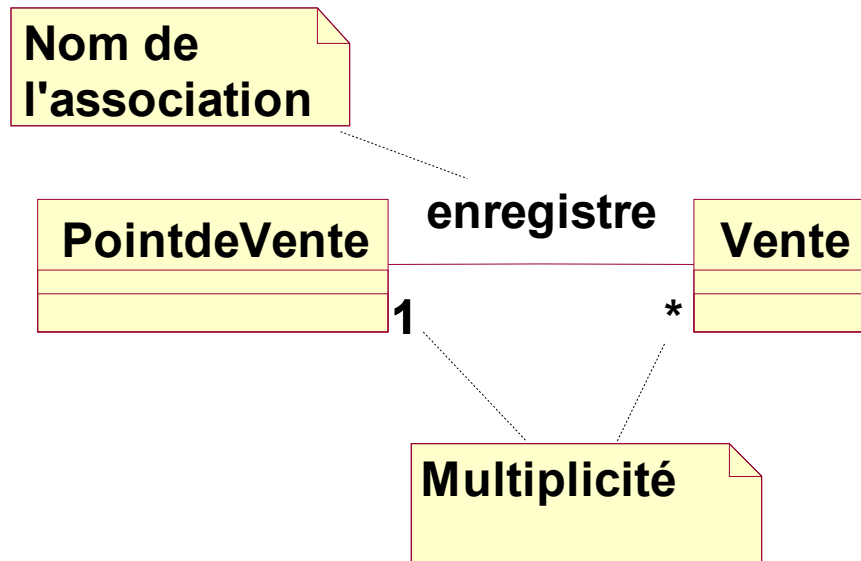 Nom de
l'association
enregistre
PointdeVente
Vente
1
*
Multiplicité